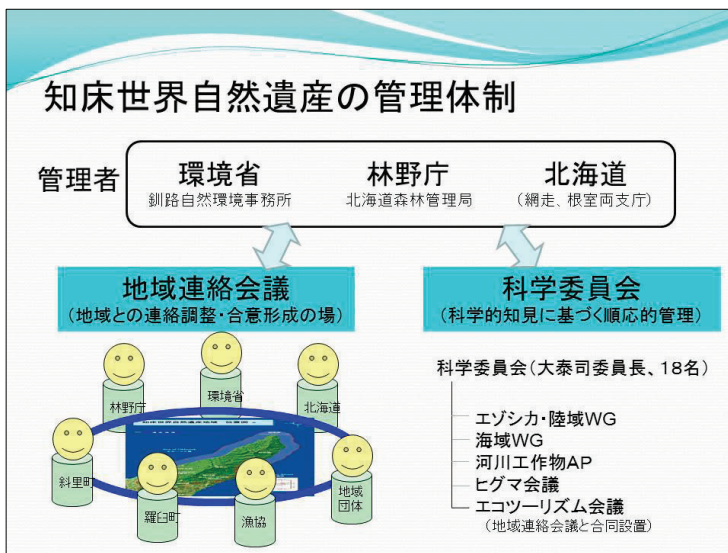 知床世界自然遺産の管理体制
管理者
環境省
釧路自然環境事務所
林野庁
北海道森林管理局
北海道
(網走、根室両支庁)
地域連絡会議
(地域との連絡調整・合意形成の場)
科学委員会
(科学的知見に基づく順応的管理)
林野庁
環境省
北海道
斜里町
羅臼町
漁協
地域
団体
科学委員会(大泰司委員長、18名)
エゾシカ・陸域WG
海域WG
河川工作物AP
ヒグマ会議
エコツーリズム会議
(地域連絡会議と合同設置)